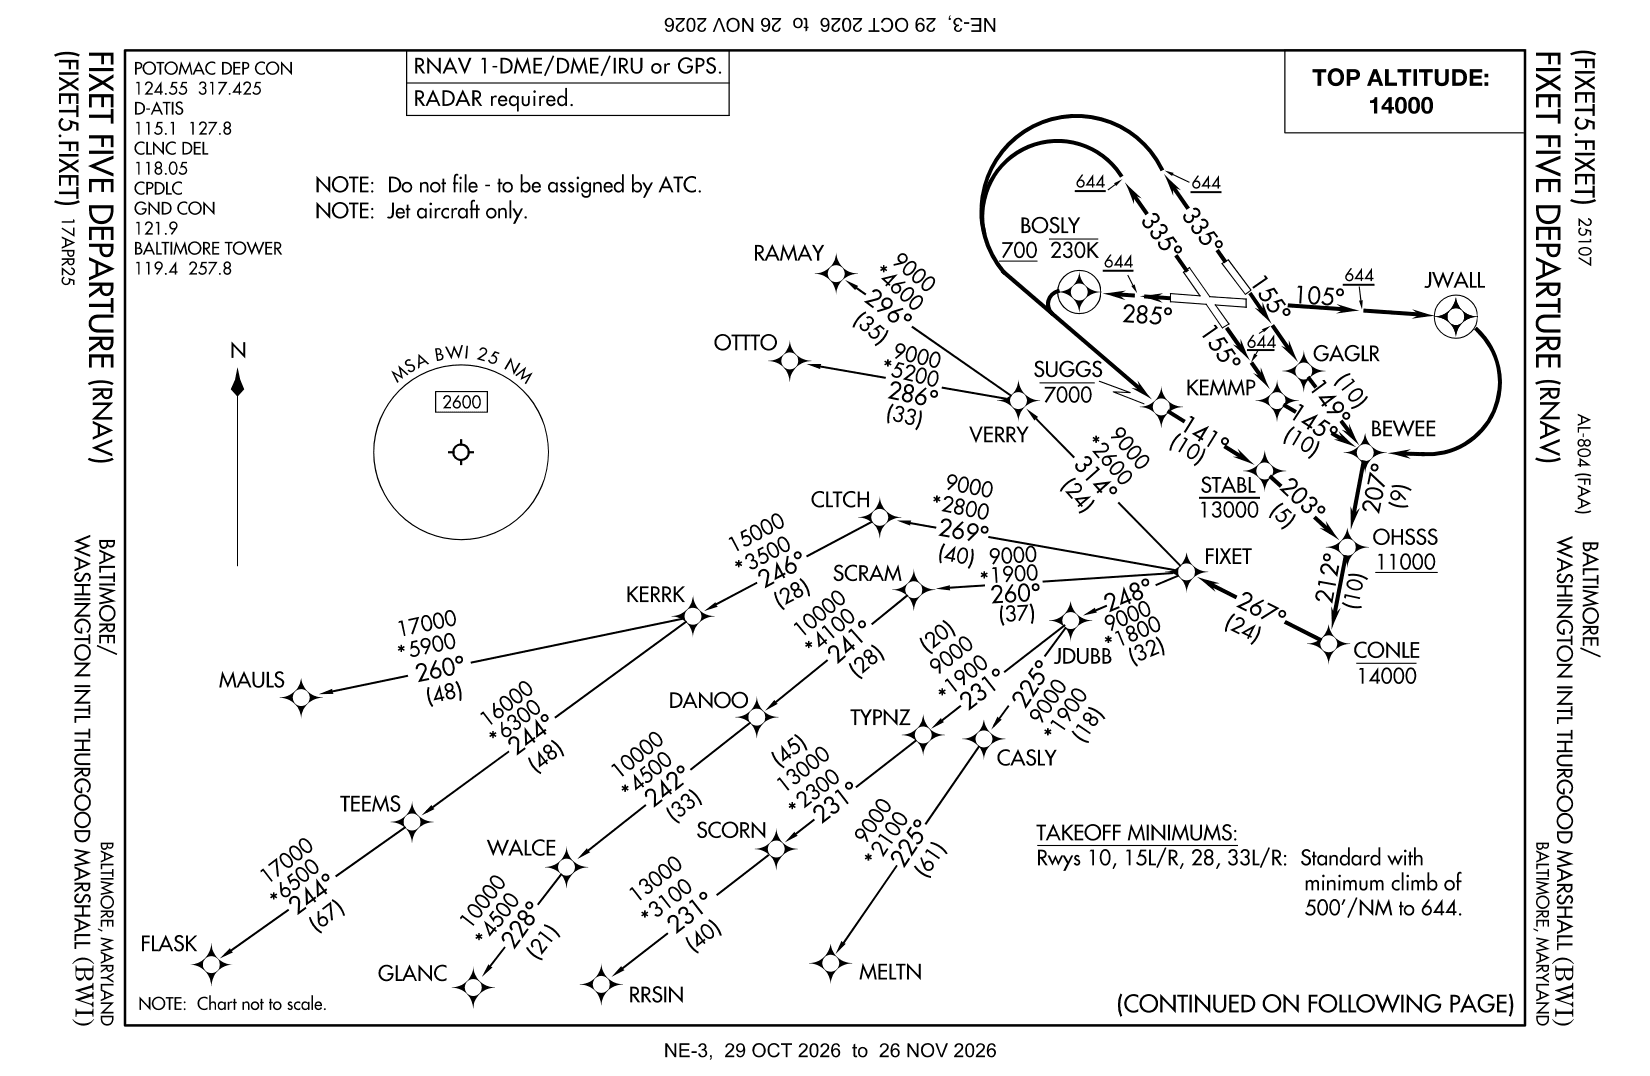 NE-3, 29 OCT 2026 to 26 NOV 2026
(FIXET5.FIXET) 17APR25
FIXET FIVE DEPARTURE (RNAV)
BALTIMORE/
WASHINGTON INTL THURGOOD MARSHALL (BWI)
BALTIMORE, MARYLAND
POTOMAC DEP CON
124.55 317.425
D-ATIS
115.1 127.8
CLNC DEL
118.05
CPDLC
GND CON
121.9
BALTIMORE TOWER
119.4 257.8
RNAV 1-DME/DME/IRU or GPS.
RADAR required.
TOP ALTITUDE:
14000
NOTE: Do not file - to be assigned by ATC.
NOTE: Jet aircraft only.
N
MSA BWI 25 NM
2600
644
644
335°
335°
BOSLY
700 230K
644
285°
155°
155°
105°
644
JWALL
644
GAGLR
(10)
149°
KEMMP
145°
(10)
BEWEE
SUGGS
7000
141°
(10)
STABL
13000
203°
(5)
207°
(9)
OHSSS
11000
212°
(10)
CONLE
14000
267°
(24)
FIXET
RAMAY
9000
*4600
296°
(35)
OTTTO
9000
*5200
286°
(33)
VERRY
9000
*2600
314°
(24)
CLTCH
9000
*2800
269°
(40)
SCRAM
9000
*1900
260°
(37)
248°
9000
*1800
(32)
JDUBB
KERRK
15000
*3500
246°
(28)
10000
*4100
241°
(28)
(20)
9000
*1900
231°
225°
9000
*1900
(18)
MAULS
17000
*5900
260°
(48)
16000
*6300
244°
(48)
DANOO
TYPNZ
CASLY
TEEMS
10000
*4500
242°
(33)
(45)
13000
*2300
231°
9000
*2100
225°
(61)
SCORN
WALCE
17000
*6500
244°
(67)
10000
*4500
228°
(21)
13000
*3100
231°
(40)
FLASK
GLANC
RRSIN
MELTN
TAKEOFF MINIMUMS:
Rwys 10, 15L/R, 28, 33L/R: Standard with
minimum climb of
500'/NM to 644.
NOTE: Chart not to scale.
(CONTINUED ON FOLLOWING PAGE)
FIXET FIVE DEPARTURE (RNAV)
(FIXET5.FIXET) 25107
AL-804 (FAA)
BALTIMORE/
WASHINGTON INTL THURGOOD MARSHALL (BWI)
BALTIMORE, MARYLAND
NE-3, 29 OCT 2026 to 26 NOV 2026